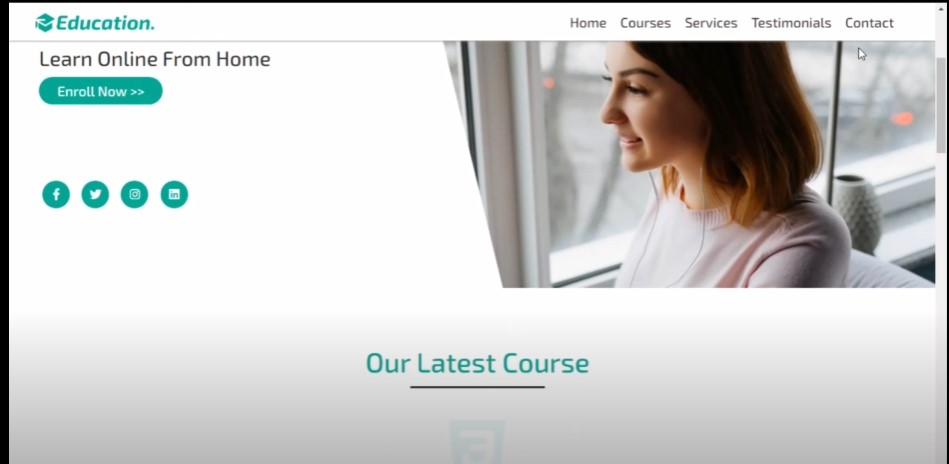 Education.
Home Courses Services Testimonials Contact
Learn Online From Home
Enroll Now >>
Our Latest Course